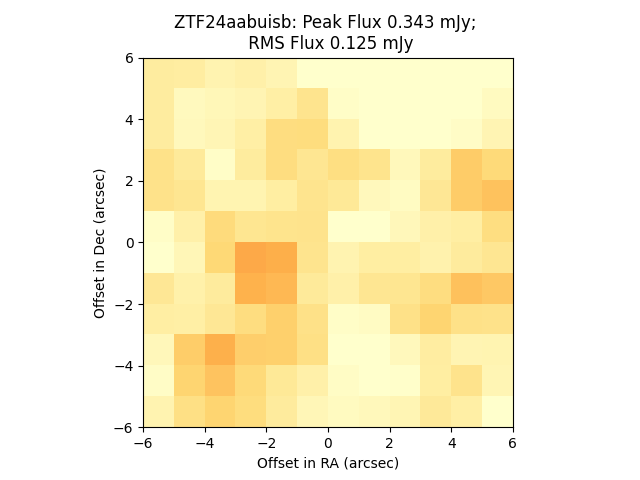 ZTF24aabuisb: Peak Flux 0.343 mJy;
RMS Flux 0.125 mJy
6
4
2
0
−2
−4
−6
Offset in Dec (arcsec)
−6 −4 −2 0 2 4 6
Offset in RA (arcsec)